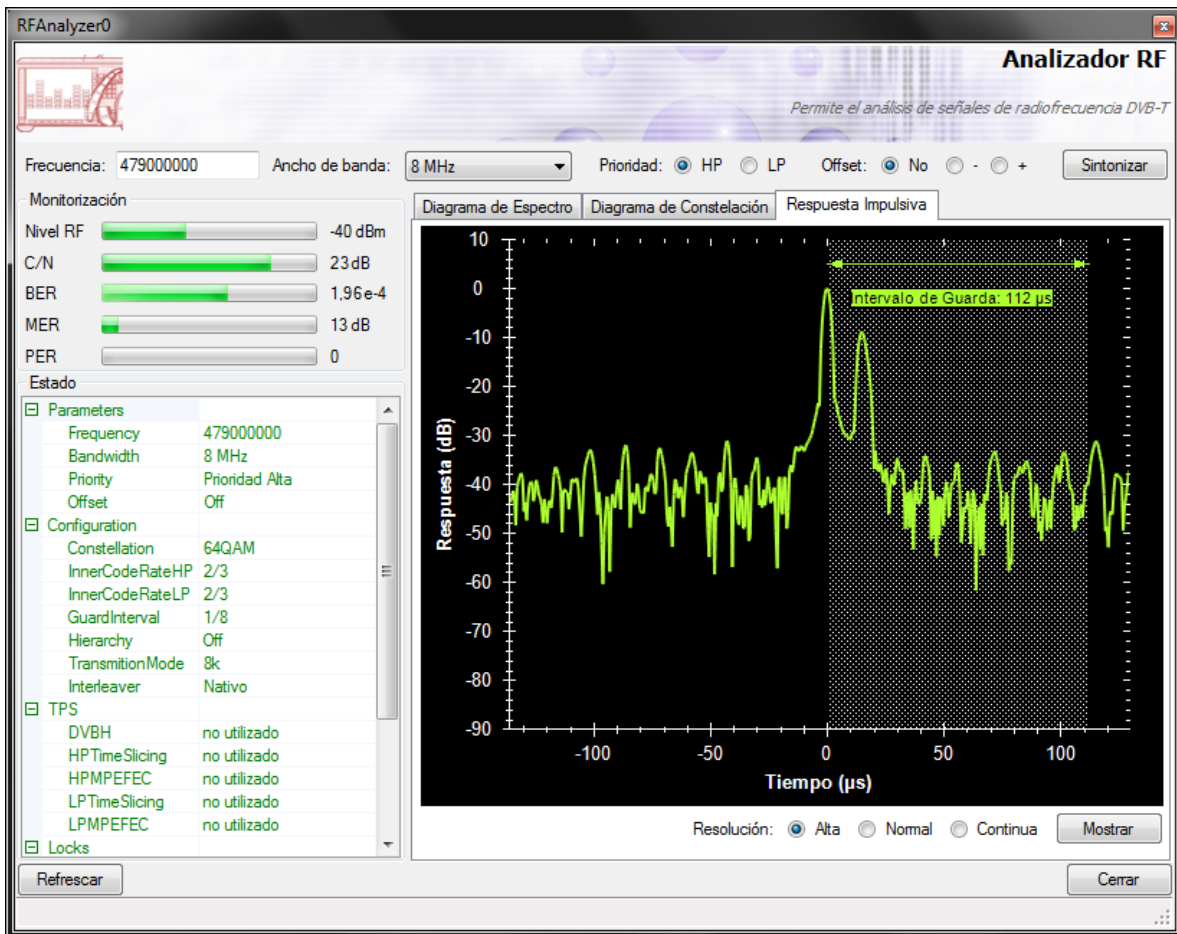 RFAnalyzer0
Analizador RF
Permite el análisis de señales de radiofrecuencia DVB-T
Frecuencia: 479000000 Ancho de banda: 8 MHz Prioridad: HP LP Offset: No - + Sintonizar
Monitorización
Nivel RF -40 dBm
C/N 23 dB
BER 1,96e-4
MER 13 dB
PER 0
Estado
Parameters
Frequency 479000000
Bandwidth 8 MHz
Priority Prioridad Alta
Offset Off
Configuration
Constellation 64QAM
InnerCodeRateHP 2/3
InnerCodeRateLP 2/3
GuardInterval 1/8
Hierarchy Off
TransmitionMode 8k
Interleaver Nativo
TPS
DVBH no utilizado
HPTimeSlicing no utilizado
HPMPEFEC no utilizado
LPTimeSlicing no utilizado
LPMPEFEC no utilizado
Locks
Diagrama de Espectro Diagrama de Constelación Respuesta Impulsiva
10
0
-10
-20
-30
-40
-50
-60
-70
-80
-90
Respuesta (dB)
Intervalo de Guarda: 112 µs
-100 -50 0 50 100
Tiempo (µs)
Resolución: Alta Normal Continua Mostrar
Refrescar Cerrar